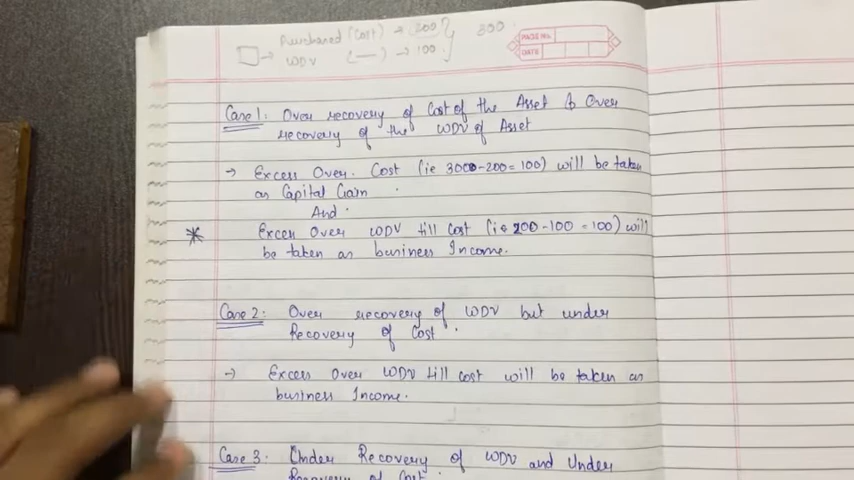 Purchased (Cost) → 200 300
WDV (—) → 100
PAGE NO.
DATE
Case 1: Over recovery of Cost of the Asset & Over
recovery of the WDV of Asset
→ Excess Over. Cost (ie 3000-200=100) will be taken
as Capital Gain
And
* Excess Over WDV till Cost (ie 200-100=100) will
be taken as business Income.
Case 2: Over recovery of WDV but under
Recovery of Cost.
→ Excess Over WDV till cost will be taken as
business Income.
Case 3. Under Recovery of WDV and Under
Recovery of Cost.